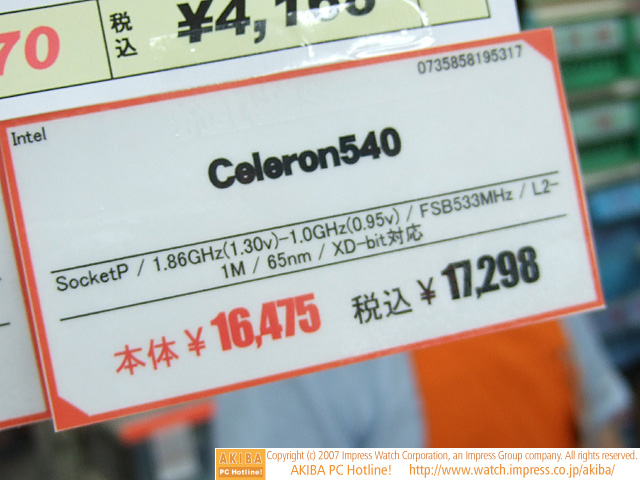 70 税込 ¥4,1
0735858195317
Intel
Celeron540
SocketP / 1.86GHz(1.30v)-1.0GHz(0.95v) / FSB533MHz / L2-
1M / 65nm / XD-bit対応
本体¥16,475 税込¥17,298
AKIBA PC Hotline!
Copyright (c) 2007 Impress Watch Corporation, an Impress Group company. All rights reserved.
AKIBA PC Hotline! http://www.watch.impress.co.jp/akiba/